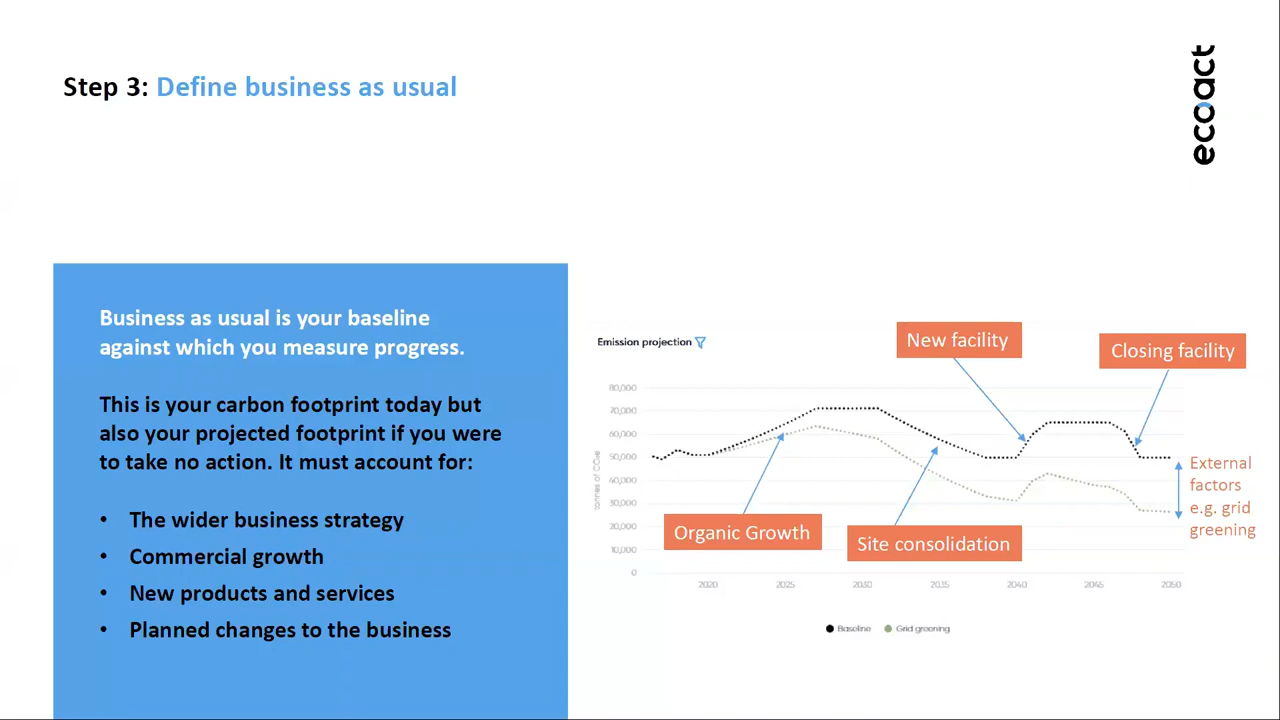 Step 3: Define business as usual
ecoact
Business as usual is your baseline
against which you measure progress.
This is your carbon footprint today but
also your projected footprint if you were
to take no action. It must account for:
• The wider business strategy
• Commercial growth
• New products and services
• Planned changes to the business
Emission projection
New facility
Closing facility
80,000
70,000
60,000
50,000
40,000
30,000
20,000
10,000
0
tonnes of CO₂e
Organic Growth
Site consolidation
External
factors
e.g. grid
greening
2020 2025 2030 2035 2040 2045 2050
Baseline Grid greening